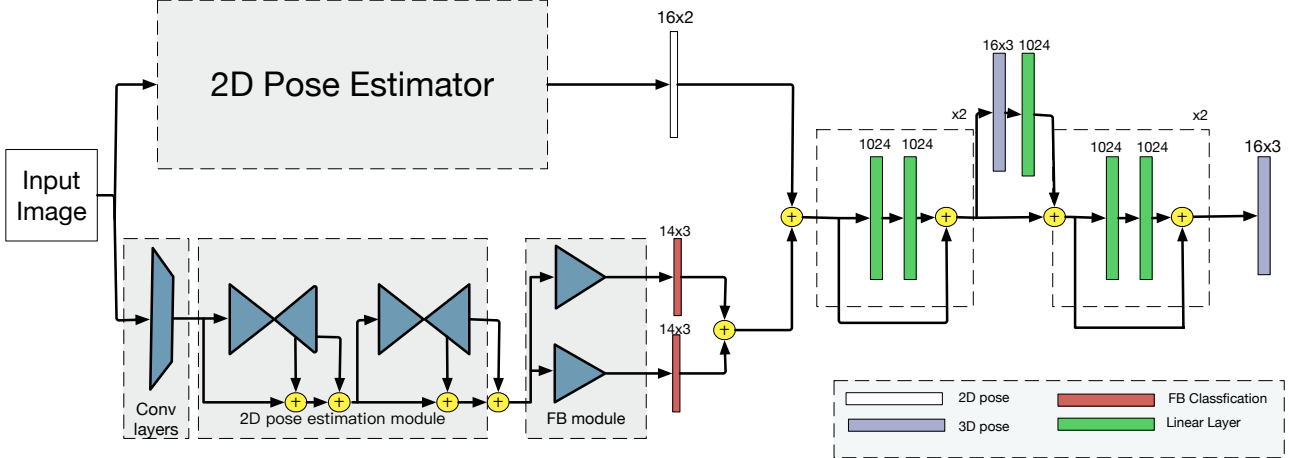 16x2
2D Pose Estimator
16x3 1024
x2
x2
1024 1024
1024 1024
16x3
Input
Image
14x3
+
+
+
+
+
14x3
+
+
+
+
+
Conv
layers
2D pose estimation module
FB module
2D pose
FB Classfication
3D pose
Linear Layer